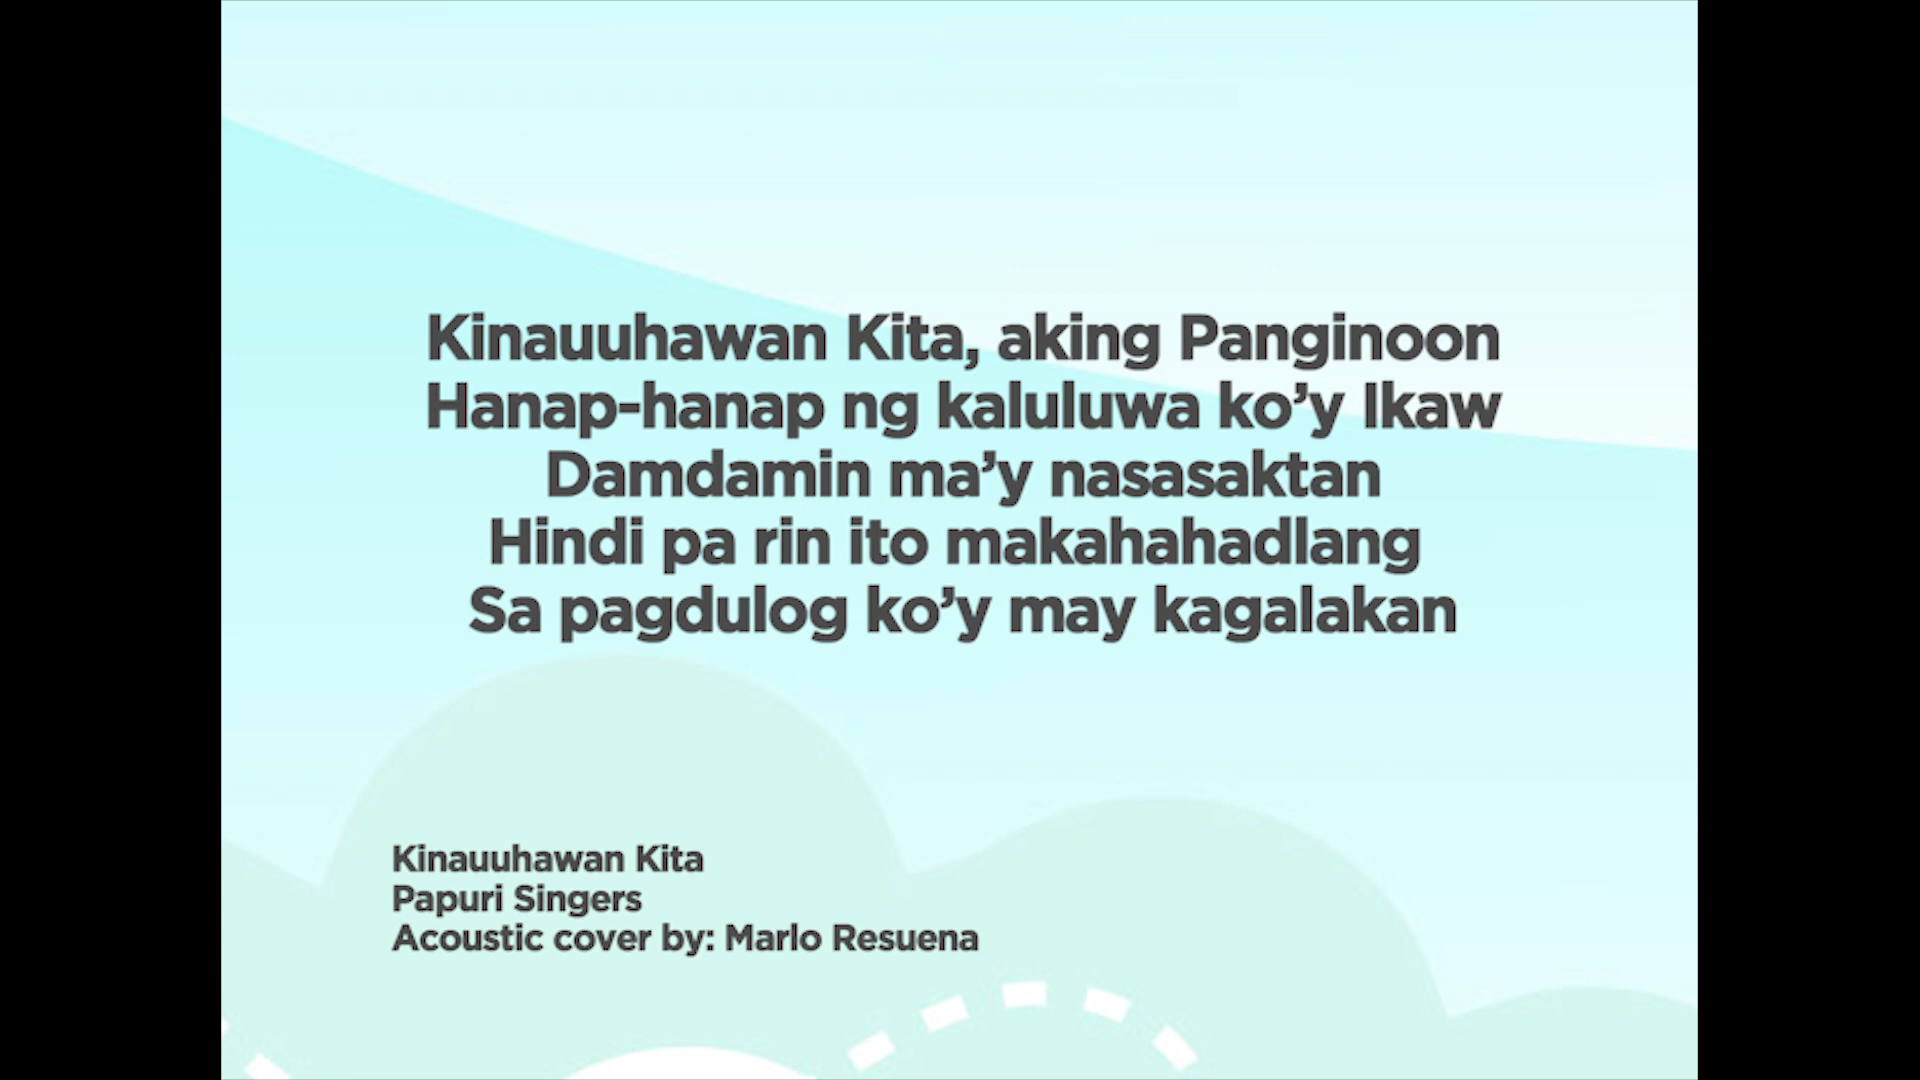 Kinauuhawan Kita, aking Panginoon
Hanap-hanap ng kaluluwa ko’y Ikaw
Damdamin ma’y nasasaktan
Hindi pa rin ito makahahadlang
Sa pagdulog ko’y may kagalakan
Kinauuhawan Kita
Papuri Singers
Acoustic cover by: Marlo Resuena